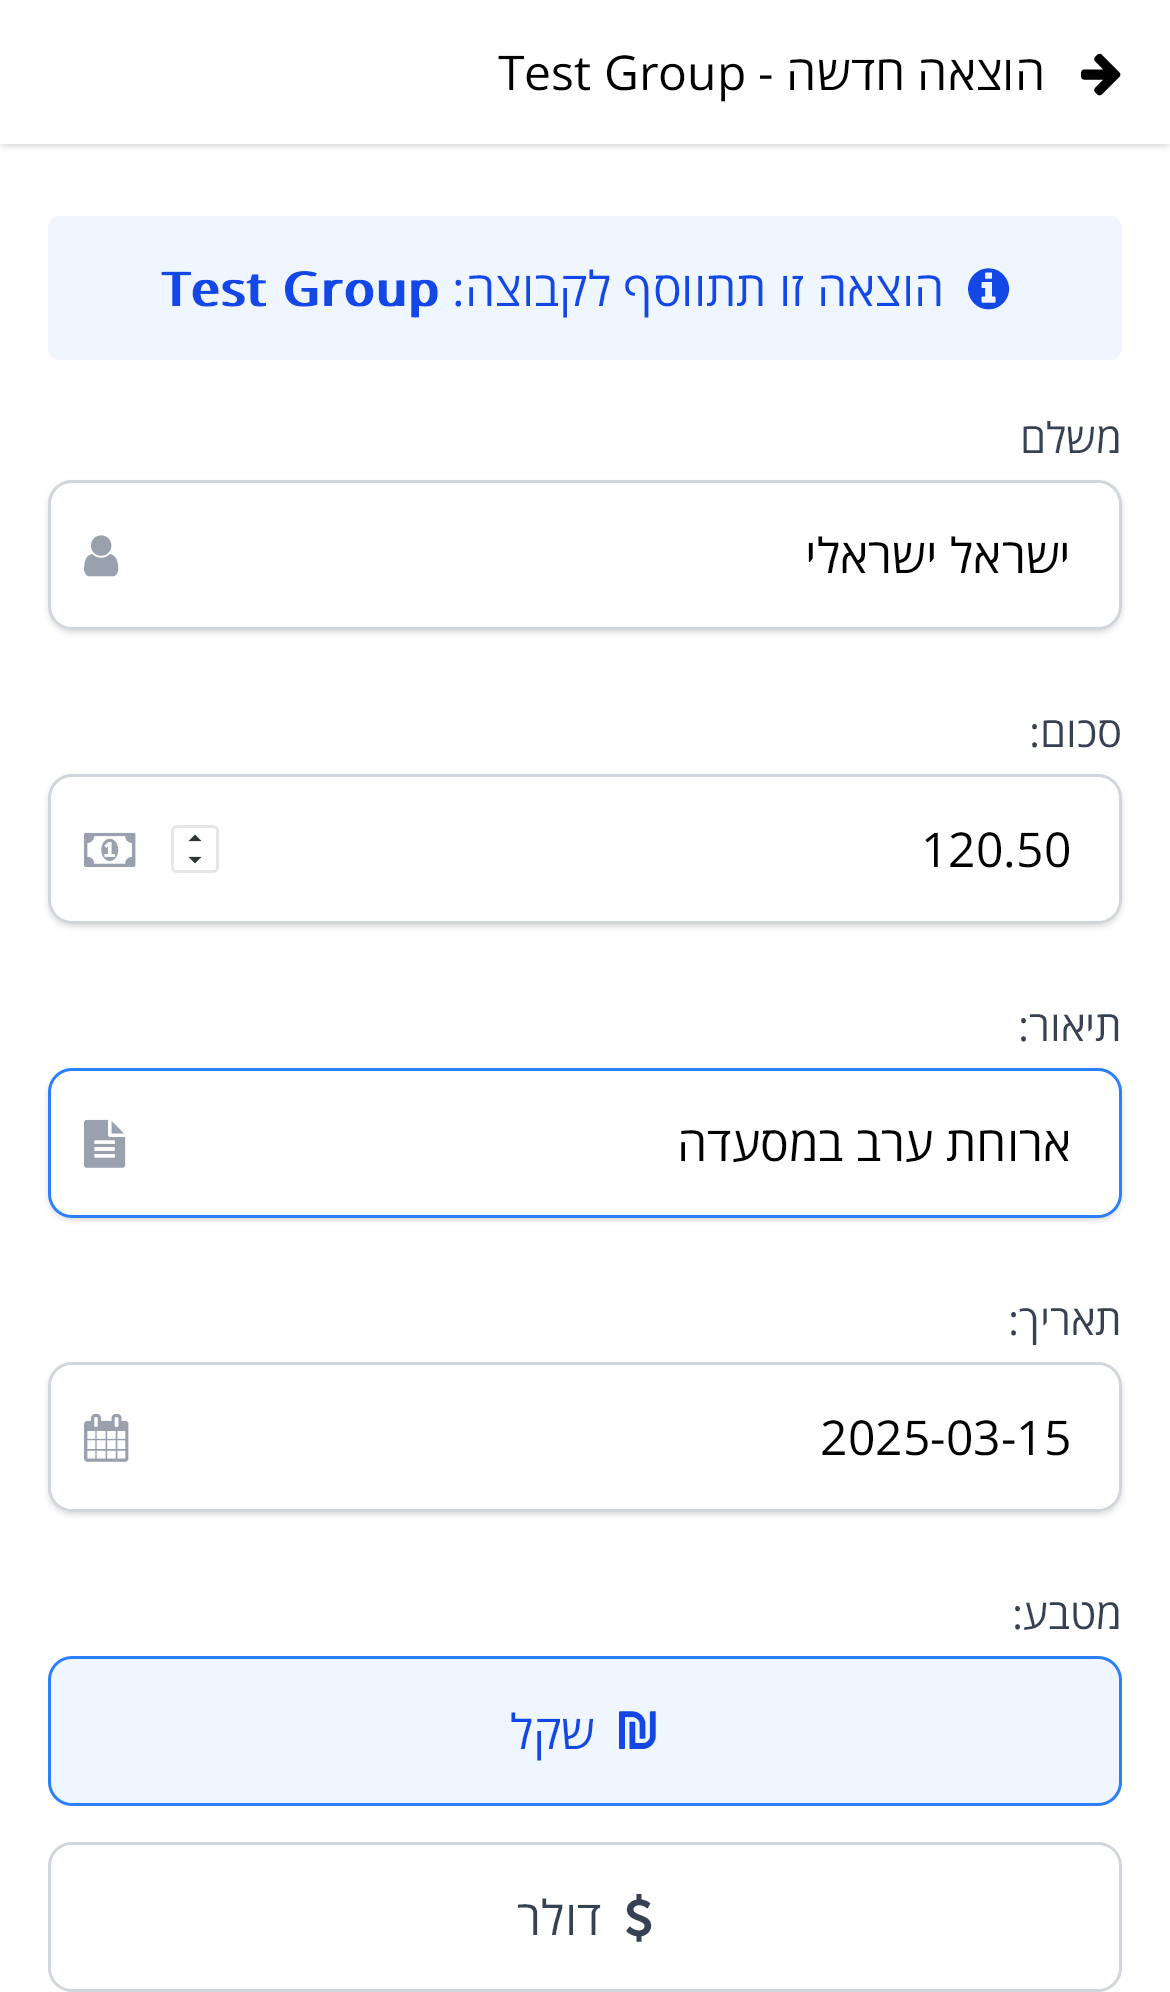 הוצאה חדשה - Test Group
הוצאה זו תתווסף לקבוצה: Test Group
משלם
ישראל ישראלי
סכום:
120.50
תיאור:
ארוחת ערב במסעדה
תאריך:
2025-03-15
מטבע:
₪ שקל
$ דולר